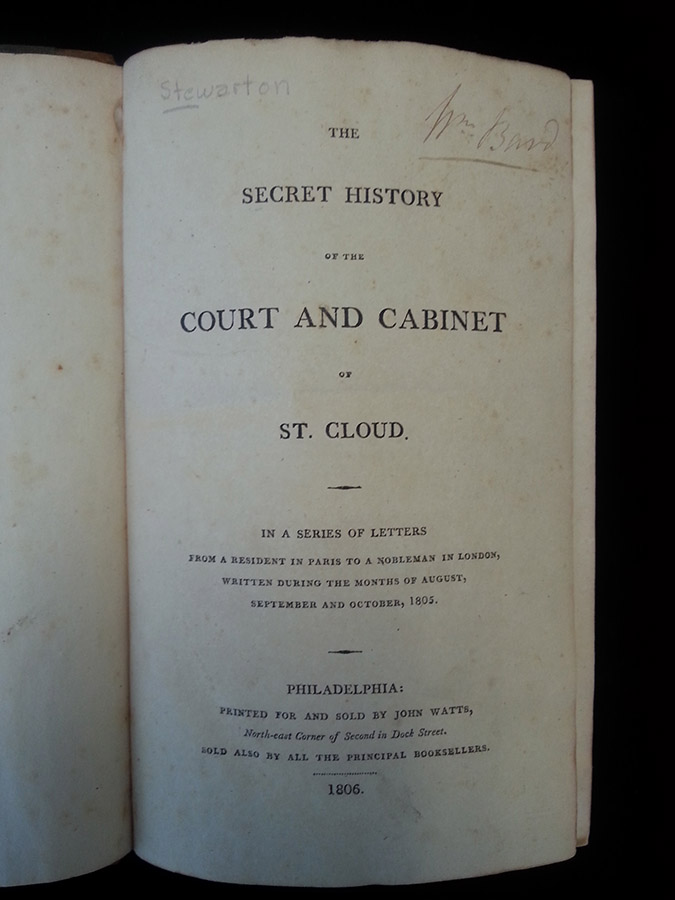 Stewarton
Wm Bard
THE
SECRET HISTORY
OF THE
COURT AND CABINET
OF
ST. CLOUD.
IN A SERIES OF LETTERS
FROM A RESIDENT IN PARIS TO A NOBLEMAN IN LONDON,
WRITTEN DURING THE MONTHS OF AUGUST,
SEPTEMBER AND OCTOBER, 1805.
PHILADELPHIA:
PRINTED FOR AND SOLD BY JOHN WATTS,
North-east Corner of Second in Dock Street.
SOLD ALSO BY ALL THE PRINCIPAL BOOKSELLERS.
1806.